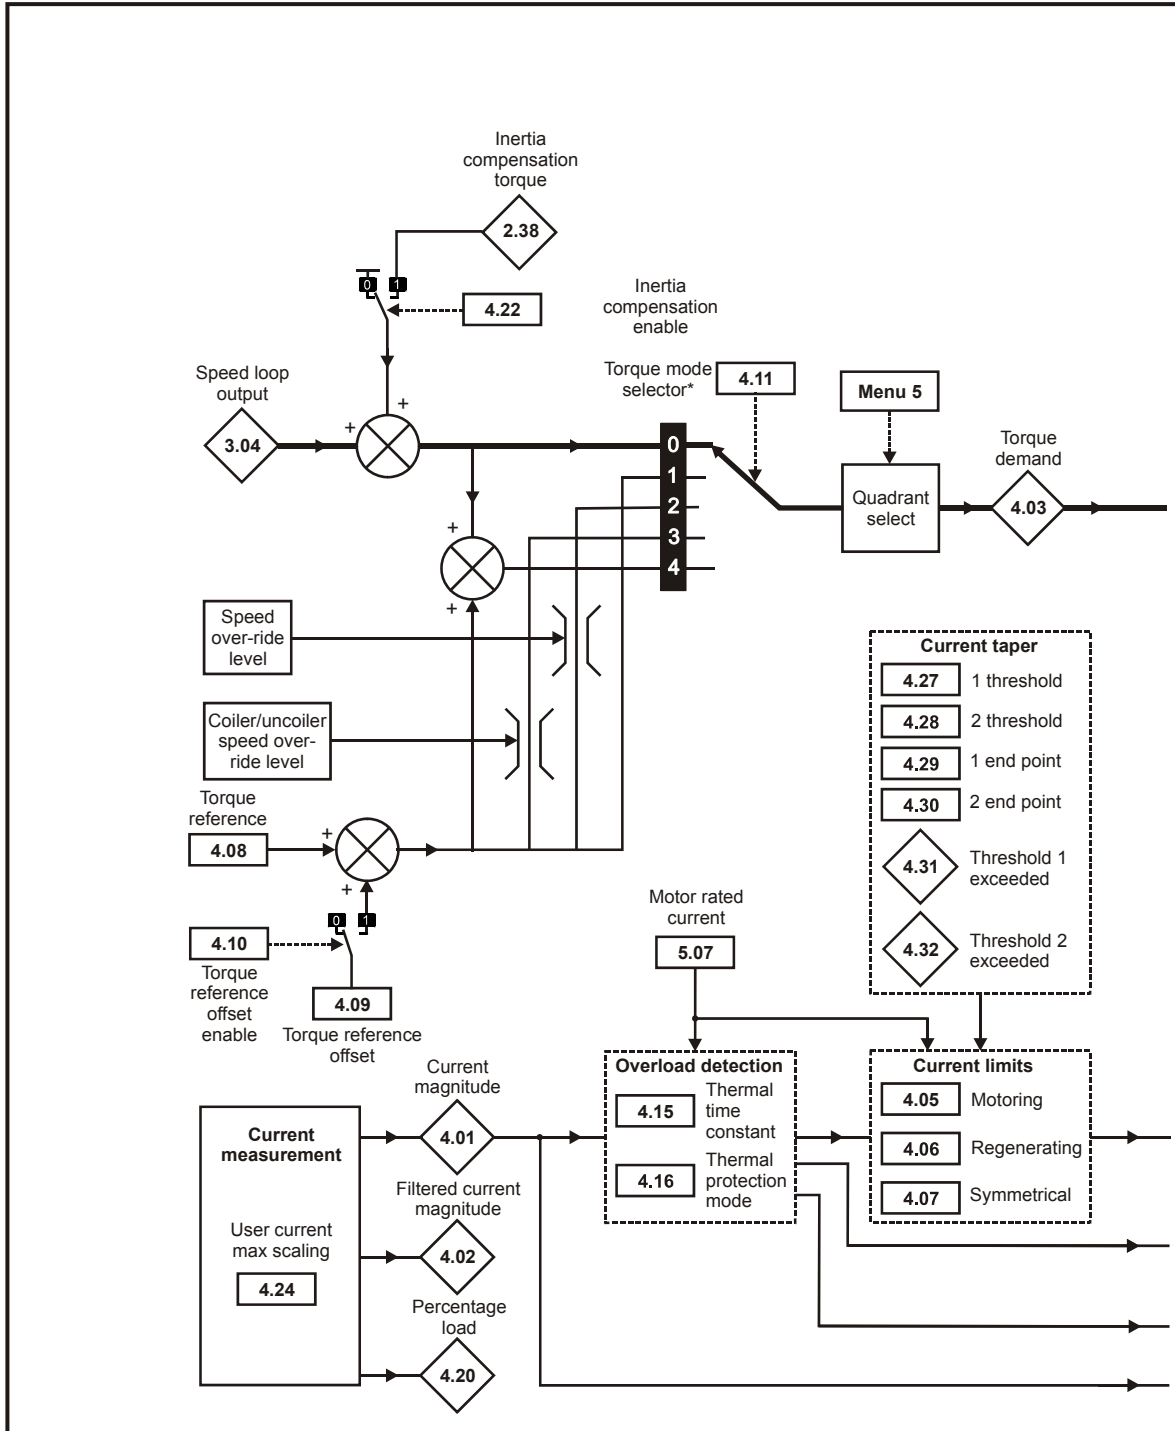 Inertia
compensation
torque
2.38
0 1
4.22
Inertia
compensation
enable
Speed loop
output
3.04
+
+
Torque mode
selector*
4.11
0
1
2
3
4
Menu 5
Quadrant
select
Torque
demand
4.03
+
+
Speed
over-ride
level
Coiler/uncoiler
speed over-
ride level
Torque
reference
4.08
+
+
0 1
4.10
Torque
reference
offset
enable
4.09
Torque reference
offset
Current taper
4.27 1 threshold
4.28 2 threshold
4.29 1 end point
4.30 2 end point
4.31
Threshold 1
exceeded
4.32
Threshold 2
exceeded
Motor rated
current
5.07
Current
measurement
User current
max scaling
4.24
Current
magnitude
4.01
Filtered current
magnitude
4.02
Percentage
load
4.20
Overload detection
4.15
Thermal
time
constant
4.16
Thermal
protection
mode
Current limits
4.05 Motoring
4.06 Regenerating
4.07 Symmetrical